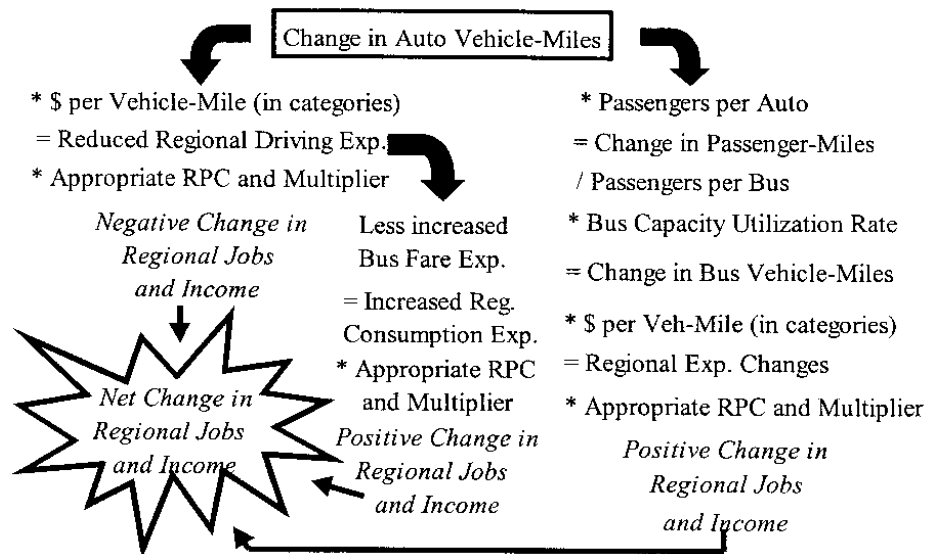 Change in Auto Vehicle-Miles
* $ per Vehicle-Mile (in categories)
= Reduced Regional Driving Exp.
* Appropriate RPC and Multiplier
Negative Change in
Regional Jobs
and Income
Less increased
Bus Fare Exp.
= Increased Reg.
Consumption Exp.
* Appropriate RPC
and Multiplier
Positive Change in
Regional Jobs
and Income
* Passengers per Auto
= Change in Passenger-Miles
/ Passengers per Bus
* Bus Capacity Utilization Rate
= Change in Bus Vehicle-Miles
* $ per Veh-Mile (in categories)
= Regional Exp. Changes
* Appropriate RPC and Multiplier
Positive Change in
Regional Jobs
and Income
Net Change in
Regional Jobs
and Income